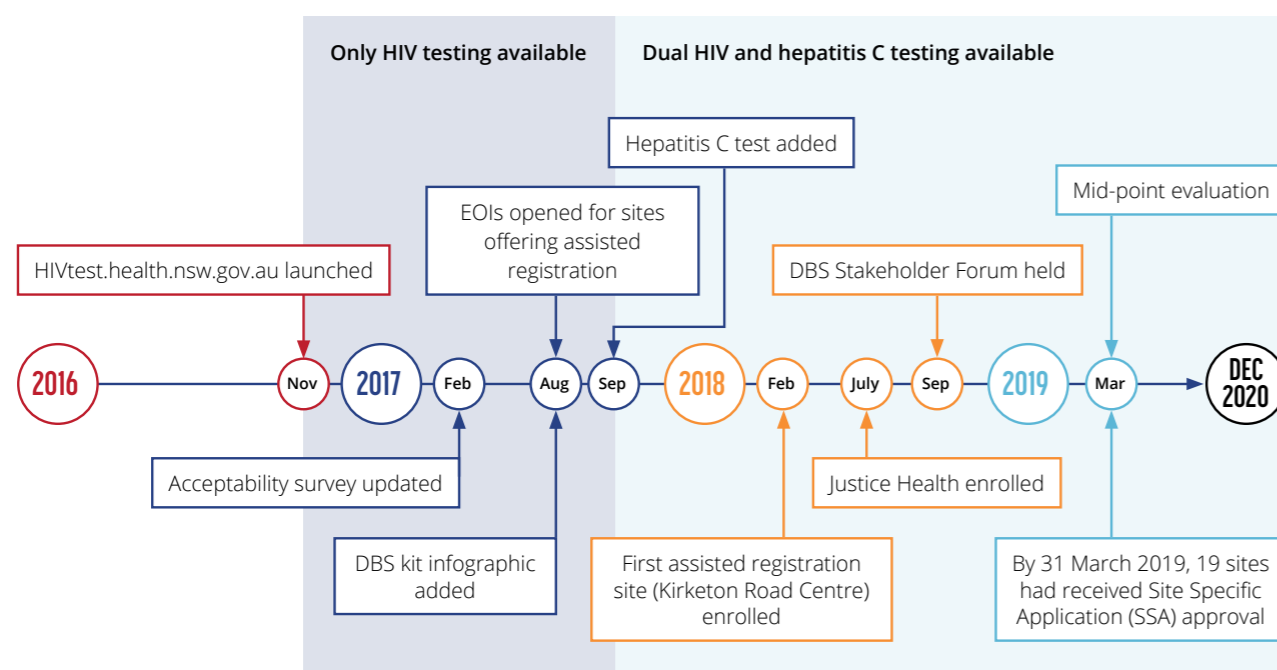 Only HIV testing available
Dual HIV and hepatitis C testing available
Hepatitis C test added
EOIs opened for sites
offering assisted
registration
Mid-point evaluation
HIVtest.health.nsw.gov.au launched
DBS Stakeholder Forum held
2016
Nov
2017
Feb
Aug
Sep
2018
Feb
July
Sep
2019
Mar
DEC
2020
Acceptability survey updated
Justice Health enrolled
DBS kit infographic
added
First assisted registration
site (Kirketon Road Centre)
enrolled
By 31 March 2019, 19 sites
had received Site Specific
Application (SSA) approval